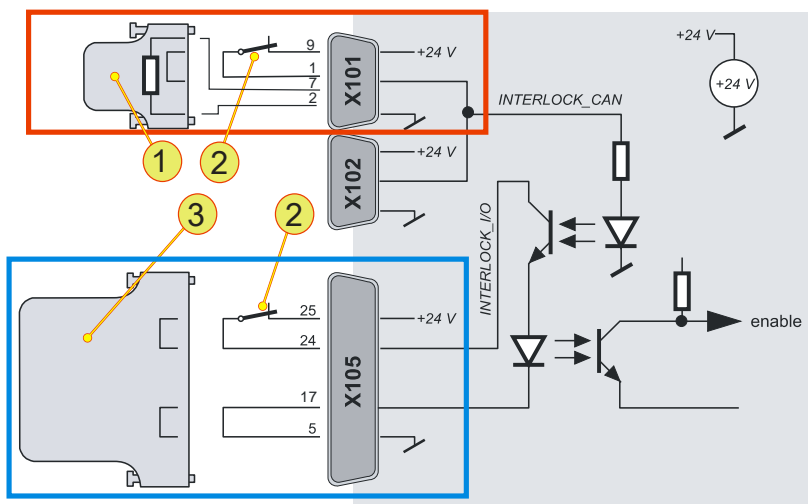 +24 V
+24 V
9
+24 V
1
7
2
X101
INTERLOCK_CAN
1
2
+24 V
X102
3
2
INTERLOCK_I/O
25
+24 V
24
enable
X105
17
5